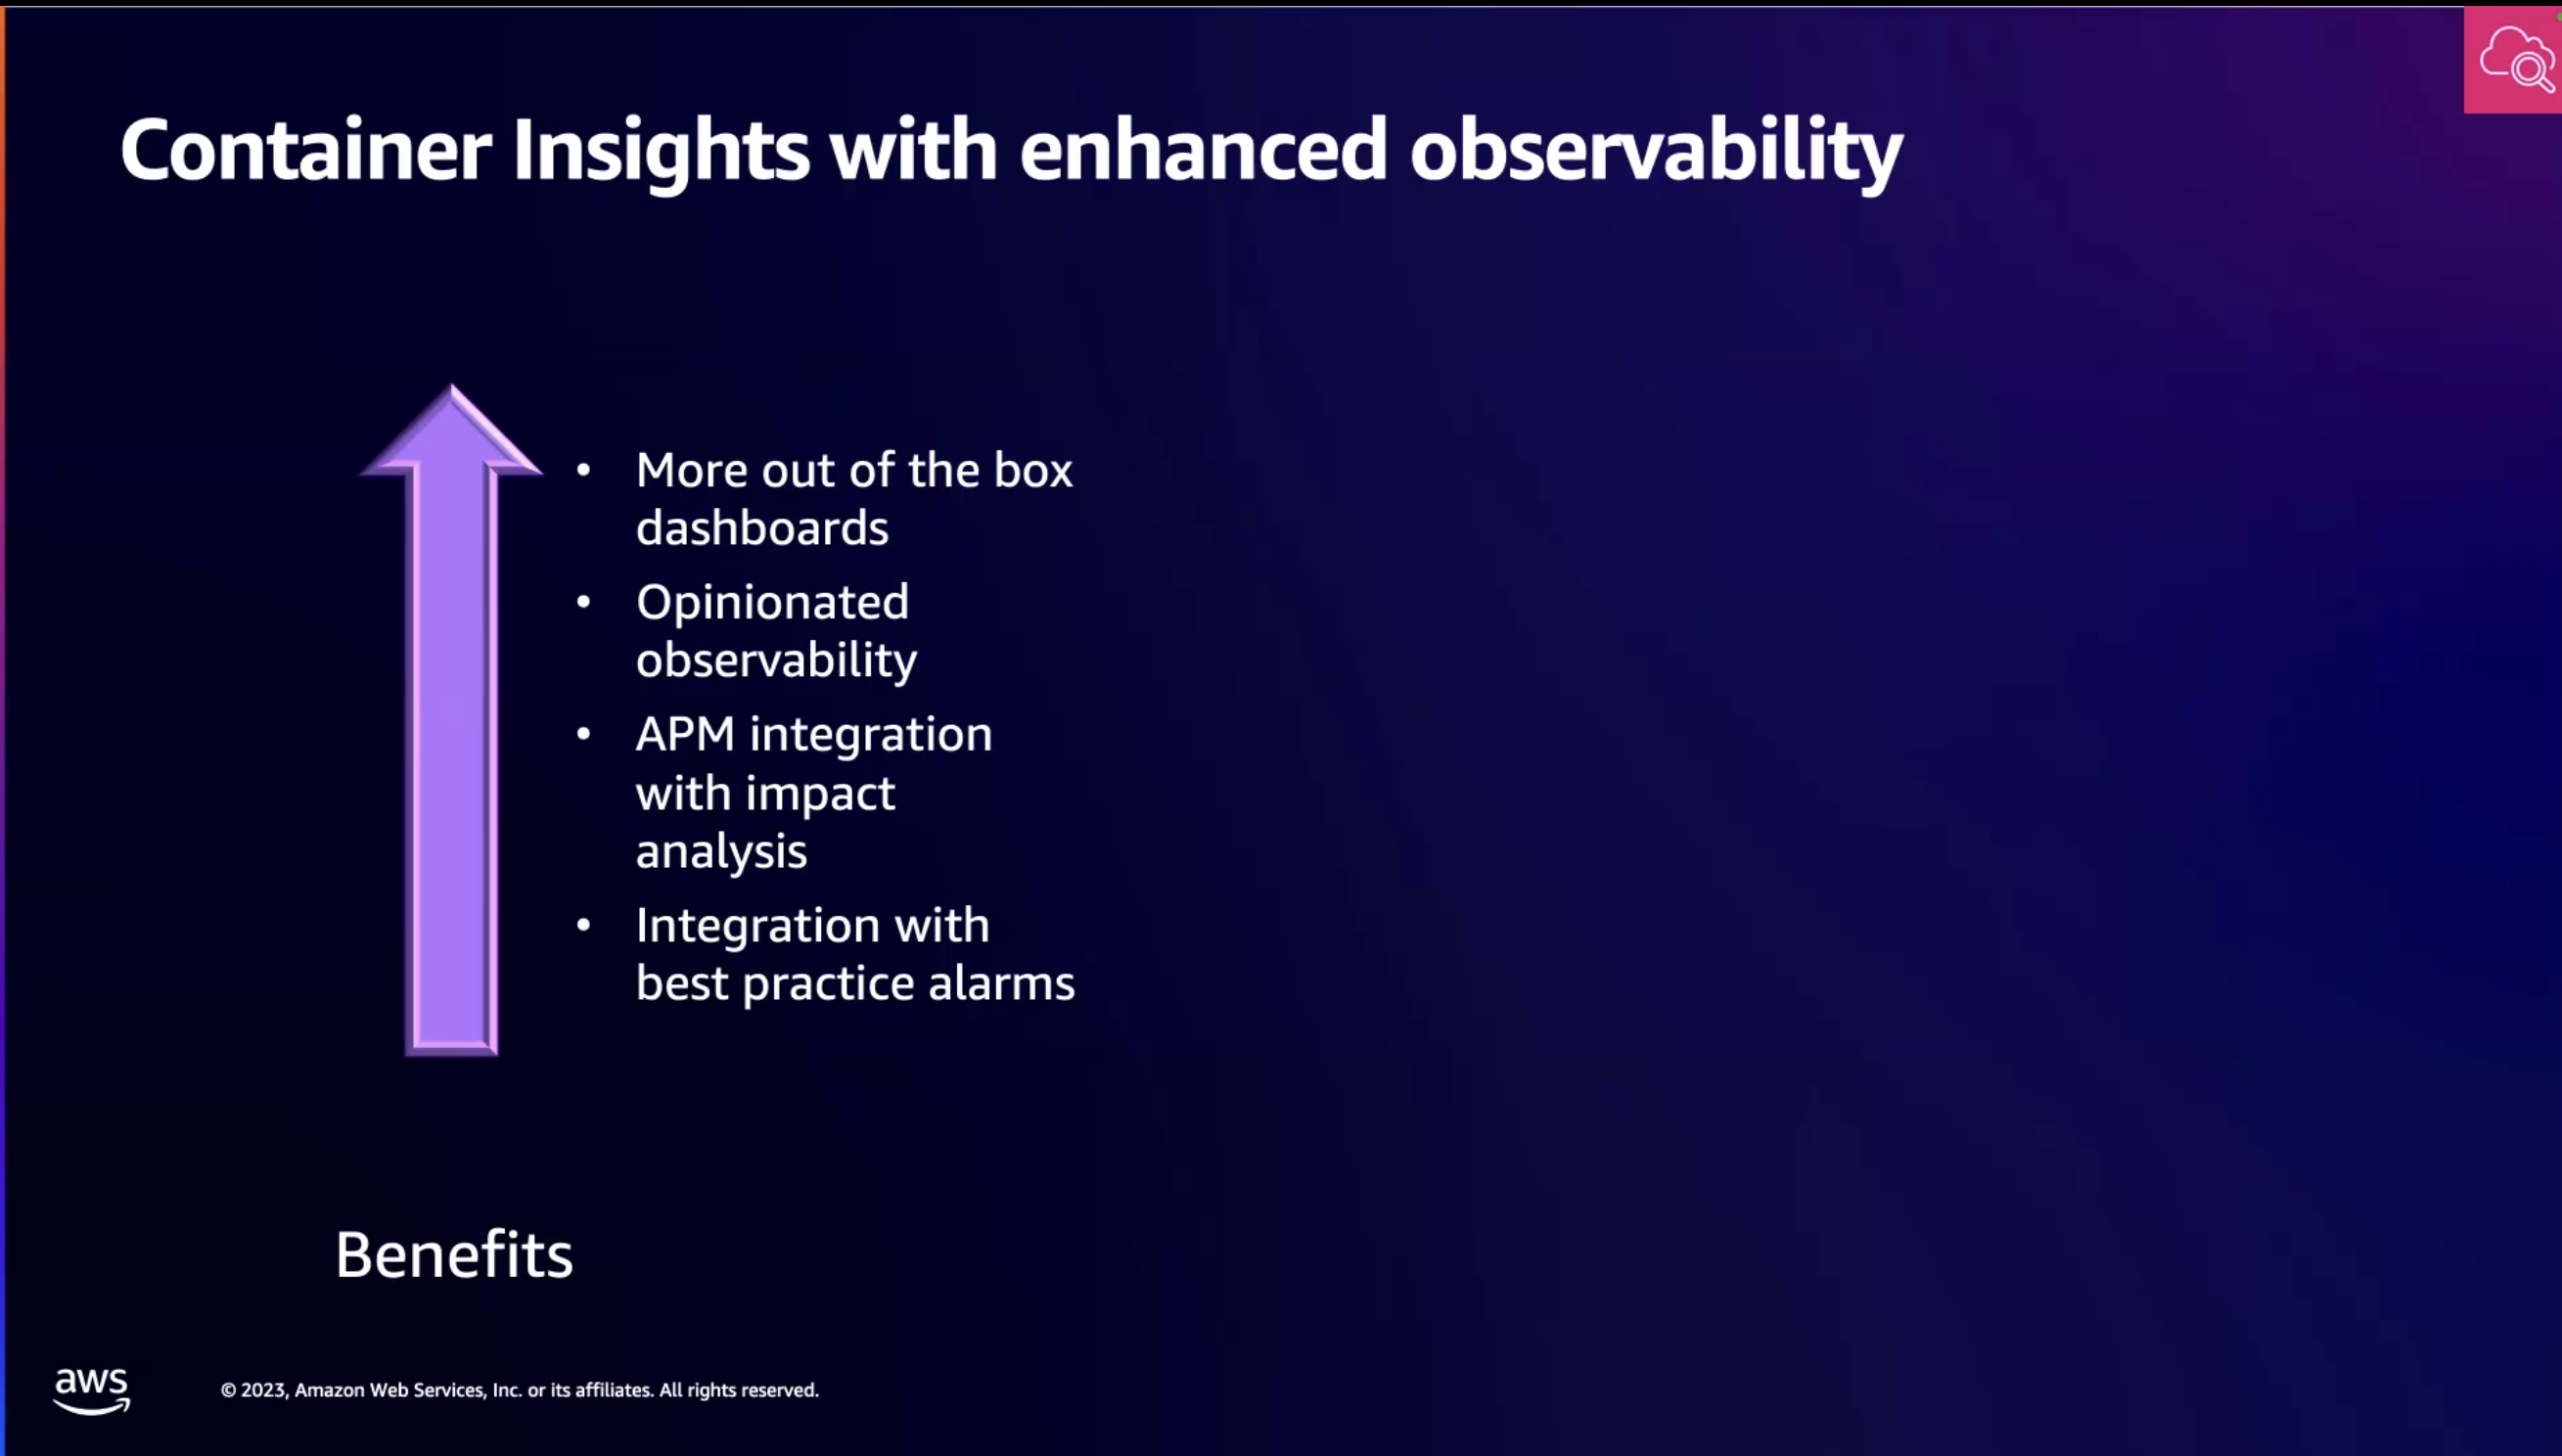 Container Insights with enhanced observability
• More out of the box
dashboards
• Opinionated
observability
• APM integration
with impact
analysis
• Integration with
best practice alarms
Benefits
aws
© 2023, Amazon Web Services, Inc. or its affiliates. All rights reserved.